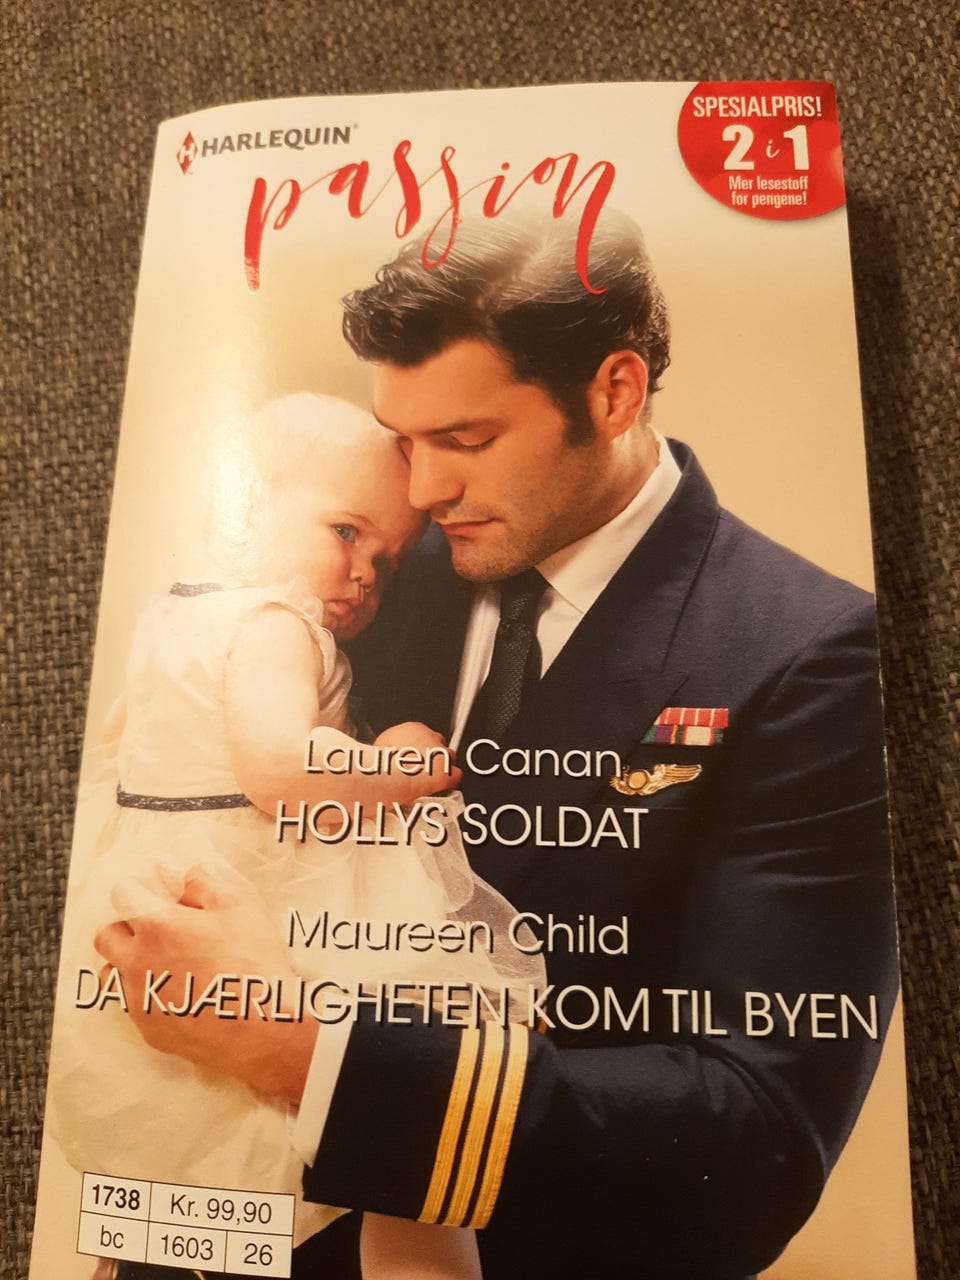 HARLEQUIN®
passion
SPESIALPRIS!
2 i 1
Mer lesestoff
for pengene!
Lauren Canan
HOLLYS SOLDAT
Maureen Child
DA KJÆRLIGHETEN KOM TIL BYEN
1738 Kr. 99,90
bc 1603 26